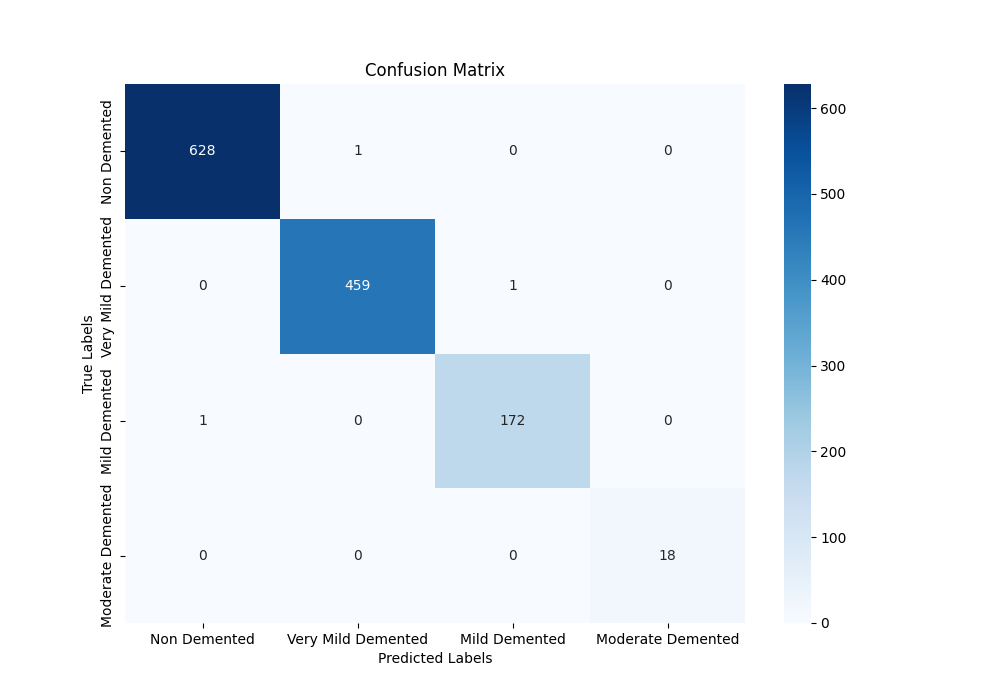 Confusion Matrix
True Labels
Non Demented
628 1 0 0
Very Mild Demented
0 459 1 0
Mild Demented
1 0 172 0
Moderate Demented
0 0 0 18
Non Demented Very Mild Demented Mild Demented Moderate Demented
Predicted Labels
600
500
400
300
200
100
0